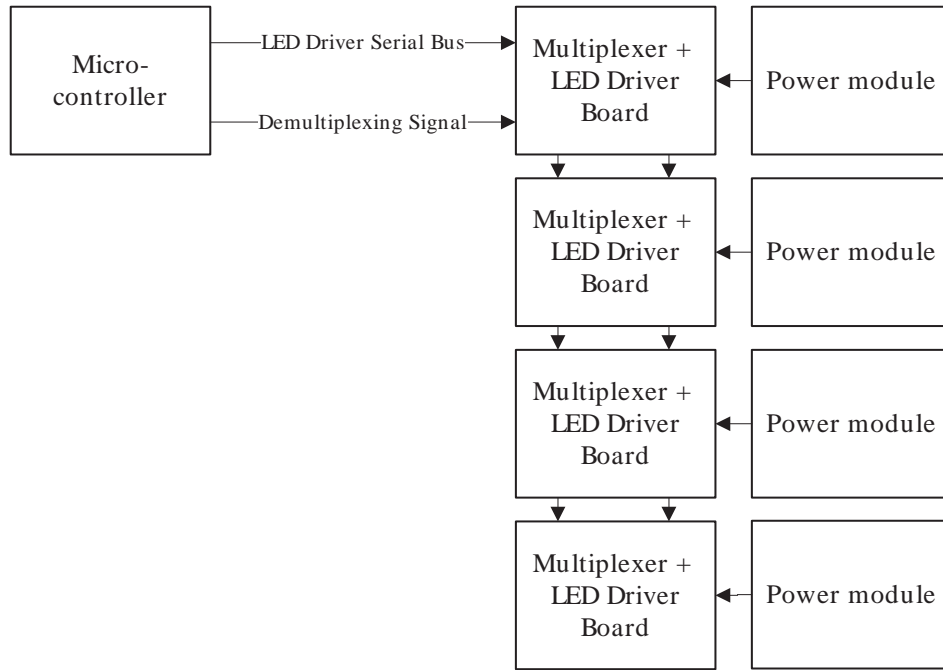 Micro-
controller
LED Driver Serial Bus
Demultiplexing Signal
Multiplexer +
LED Driver
Board
Power module
Multiplexer +
LED Driver
Board
Power module
Multiplexer +
LED Driver
Board
Power module
Multiplexer +
LED Driver
Board
Power module